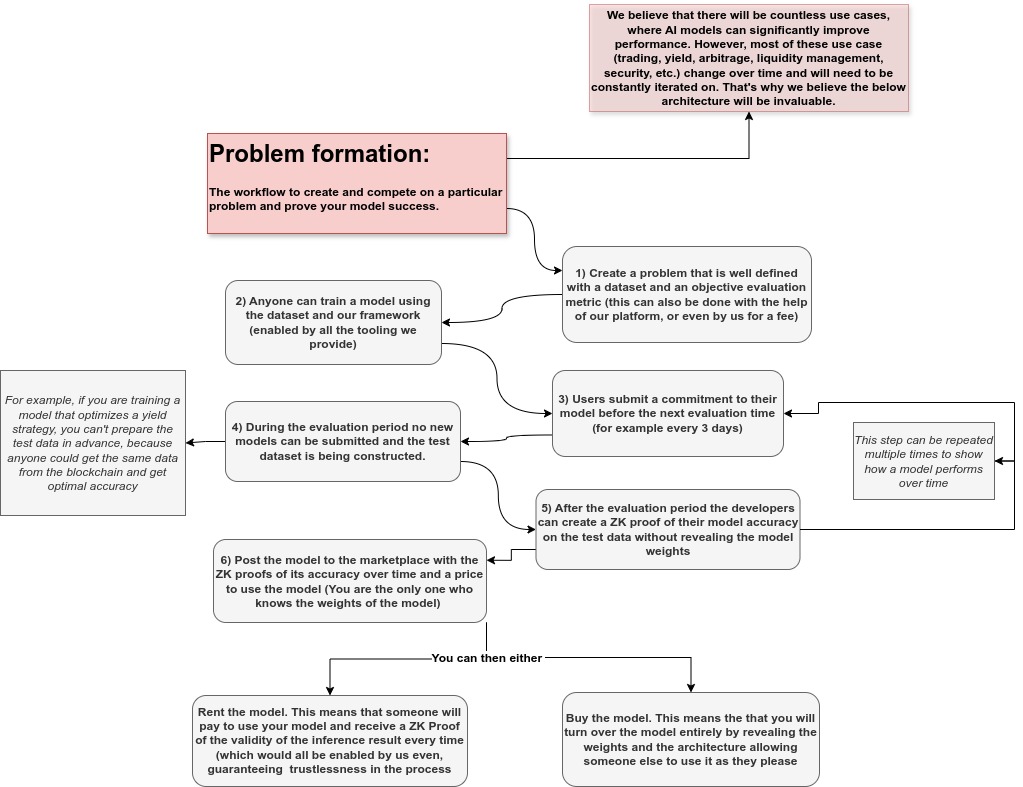 We believe that there will be countless use cases,
where AI models can significantly improve
performance. However, most of these use case
(trading, yield, arbitrage, liquidity management,
security, etc.) change over time and will need to be
constantly iterated on. That's why we believe the below
architecture will be invaluable.
Problem formation:
The workflow to create and compete on a particular
problem and prove your model success.
1) Create a problem that is well defined
with a dataset and an objective evaluation
metric (this can also be done with the help
of our platform, or even by us for a fee)
2) Anyone can train a model using
the dataset and our framework
(enabled by all the tooling we
provide)
3) Users submit a commitment to their
model before the next evaluation time
(for example every 3 days)
4) During the evaluation period no new
models can be submitted and the test
dataset is being constructed.
For example, if you are training a
model that optimizes a yield
strategy, you can't prepare the
test data in advance, because
anyone could get the same data
from the blockchain and get
optimal accuracy
This step can be repeated
multiple times to show
how a model performs
over time
5) After the evaluation period the developers
can create a ZK proof of their model accuracy
on the test data without revealing the model
weights
6) Post the model to the marketplace with the
ZK proofs of its accuracy over time and a price
to use the model (You are the only one who
knows the weights of the model)
You can then either
Rent the model. This means that someone will
pay to use your model and receive a ZK Proof
of the validity of the inference result every time
(which would all be enabled by us even,
guaranteeing trustlessness in the process
Buy the model. This means the that you will
turn over the model entirely by revealing the
weights and the architecture allowing
someone else to use it as they please